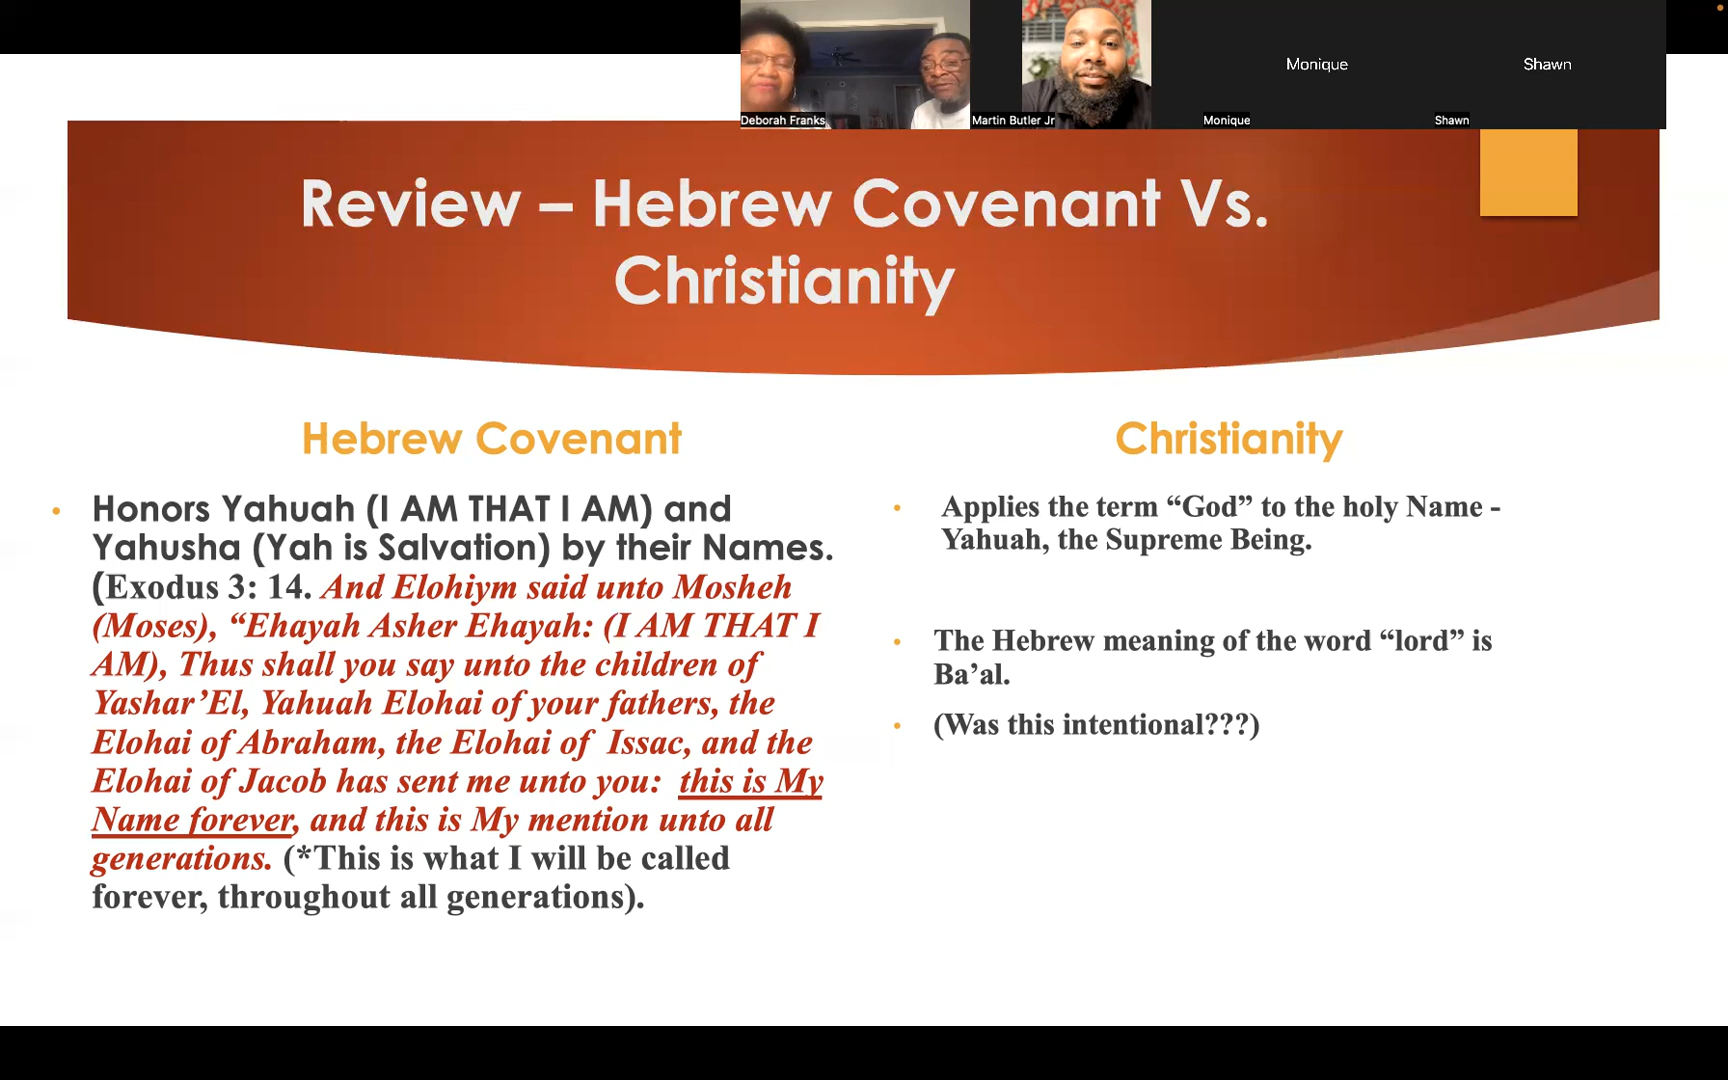 Monique
Shawn
Deborah Franks
Martin Butler Jr
Monique
Shawn
Review – Hebrew Covenant Vs.
Christianity
Hebrew Covenant
• Honors Yahuah (I AM THAT I AM) and
Yahusha (Yah is Salvation) by their Names.
(Exodus 3: 14. And Elohiym said unto Mosheh
(Moses), “Ehayah Asher Ehayah: (I AM THAT I
AM), Thus shall you say unto the children of
Yashar’El, Yahuah Elohai of your fathers, the
Elohai of Abraham, the Elohai of Issac, and the
Elohai of Jacob has sent me unto you: this is My
Name forever, and this is My mention unto all
generations. (*This is what I will be called
forever, throughout all generations).
Christianity
• Applies the term “God” to the holy Name -
Yahuah, the Supreme Being.
• The Hebrew meaning of the word “lord” is
Ba’al.
• (Was this intentional???)